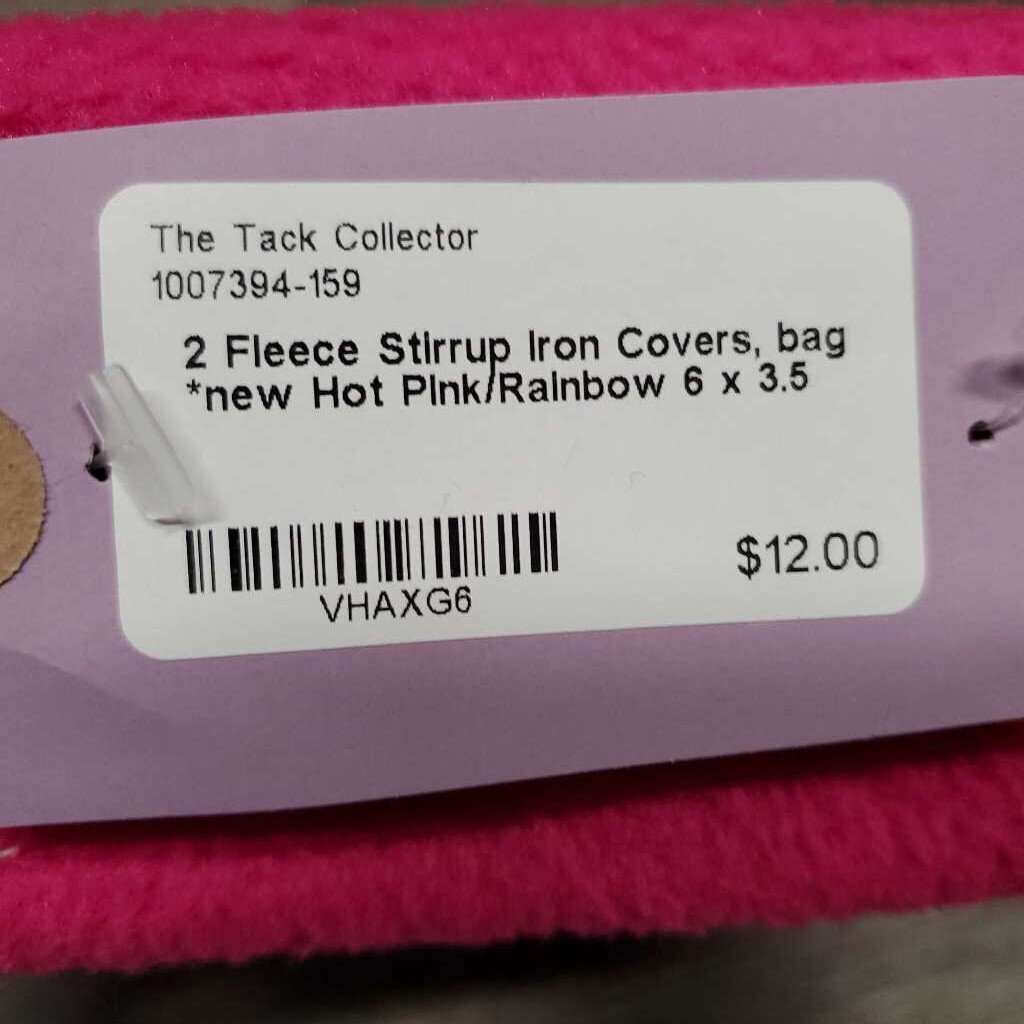 The Tack Collector
1007394-159
2 Fleece Stirrup Iron Covers, bag
*new Hot Pink/Rainbow 6 x 3.5
VHAXG6
$12.00